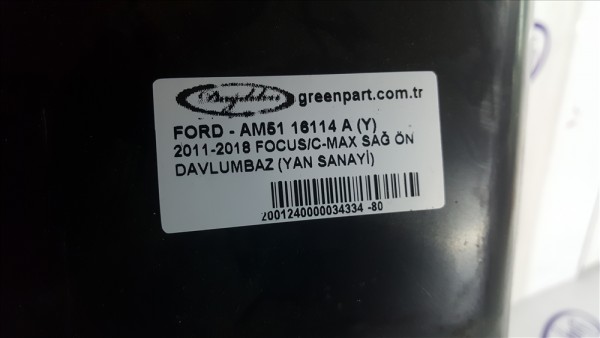 greenpart.com.tr
FORD - AM51 16114 A (Y)
2011-2018 FOCUS/C-MAX SAĞ ÖN
DAVLUMBAZ (YAN SANAYİ)
2001240000034334 -80